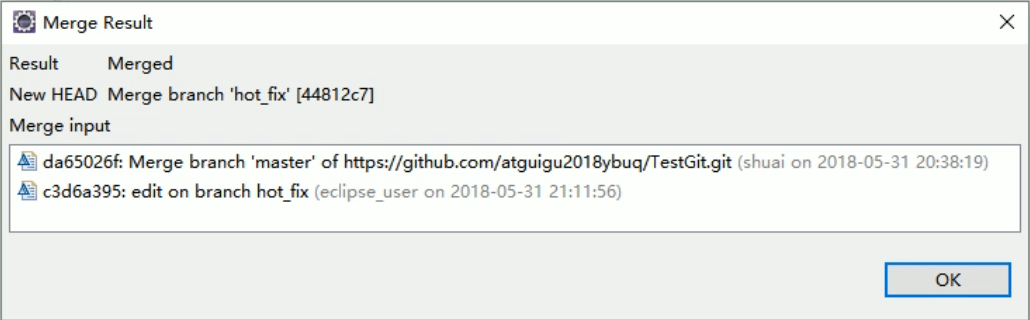 Merge Result
Result Merged
New HEAD Merge branch 'hot_fix' [44812c7]
Merge input
da65026f: Merge branch 'master' of https://github.com/atguigu2018ybuq/TestGit.git (shuai on 2018-05-31 20:38:19)
c3d6a395: edit on branch hot_fix (eclipse_user on 2018-05-31 21:11:56)
OK